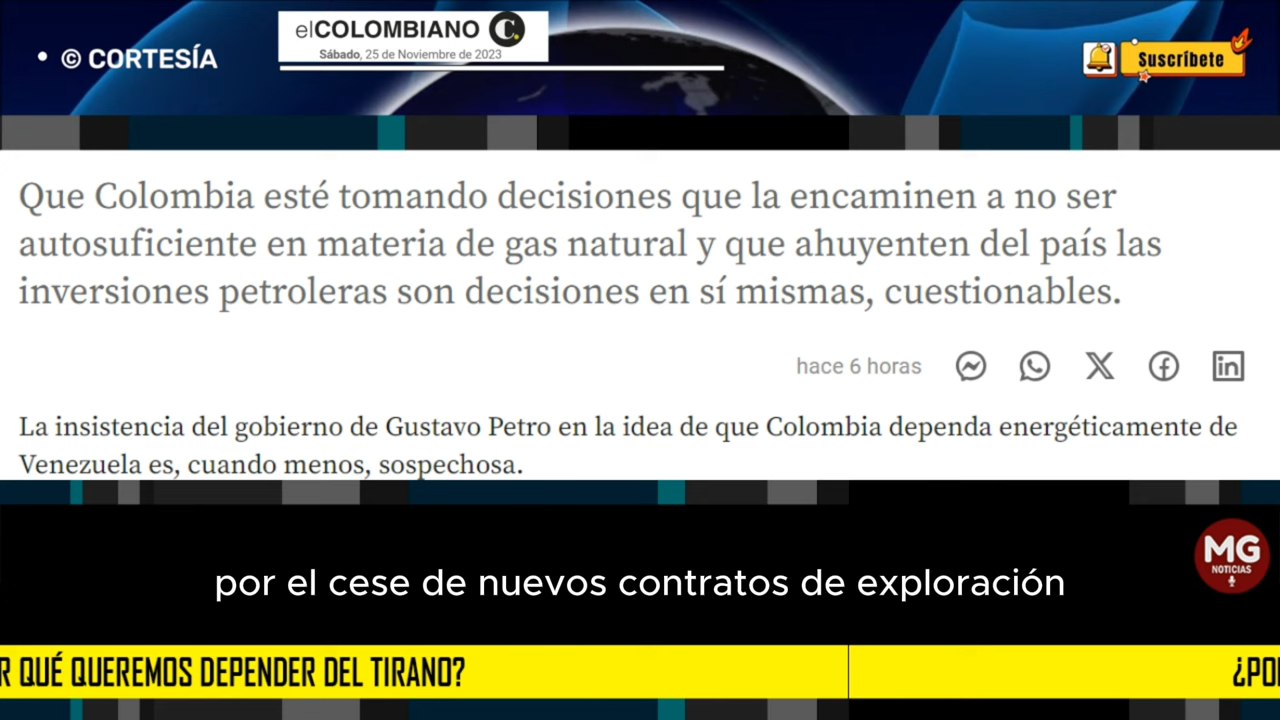 • © CORTESÍA
elCOLOMBIANO C
Sábado, 25 de Noviembre de 2023
Suscríbete
Que Colombia esté tomando decisiones que la encaminen a no ser
autosuficiente en materia de gas natural y que ahuyenten del país las
inversiones petroleras son decisiones en sí mismas, cuestionables.
hace 6 horas
La insistencia del gobierno de Gustavo Petro en la idea de que Colombia dependa energéticamente de
Venezuela es, cuando menos, sospechosa.
MG
NOTICIAS
por el cese de nuevos contratos de exploración
R QUÉ QUEREMOS DEPENDER DEL TIRANO? ¿PO